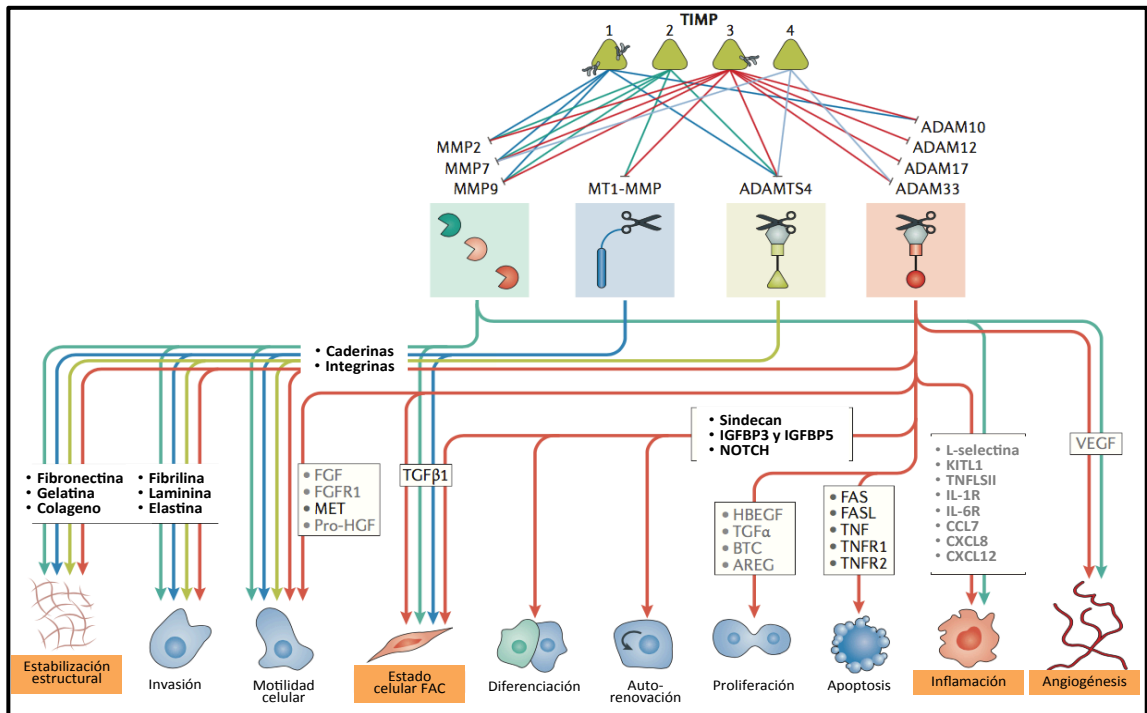 TIMP
1 2 3 4
MMP2
MMP7
MMP9
MT1-MMP
ADAMTS4
ADAM10
ADAM12
ADAM17
ADAM33
• Caderinas
• Integrinas
• Sindecan
• IGFBP3 y IGFBP5
• NOTCH
• Fibronectina
• Gelatina
• Colageno
• Fibrilina
• Laminina
• Elastina
• FGF
• FGFR1
• MET
• Pro-HGF
TGFβ1
• HBEGF
• TGFα
• BTC
• AREG
• FAS
• FASL
• TNF
• TNFR1
• TNFR2
• L-selectina
• KITL1
• TNFLSII
• IL-1R
• IL-6R
• CCL7
• CXCL8
• CXCL12
VEGF
Estabilización
estructural
Invasión
Motilidad
celular
Estado
celular FAC
Diferenciación
Auto-
renovación
Proliferación
Apoptosis
Inflamación
Angiogénesis